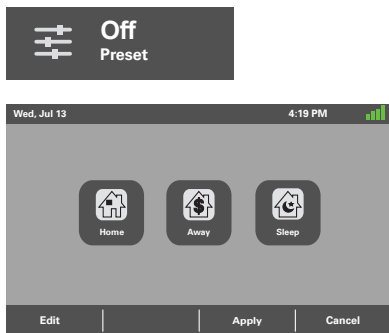 Off
Preset
Wed, Jul 13 4:19 PM
Home Away Sleep
Edit Apply Cancel